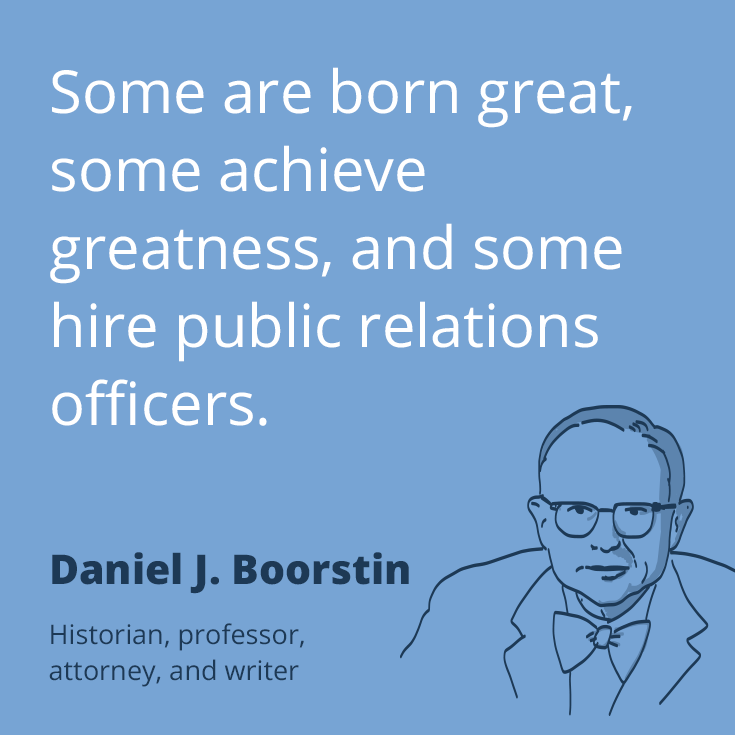 Some are born great,
some achieve
greatness, and some
hire public relations
officers.
Daniel J. Boorstin
Historian, professor,
attorney, and writer